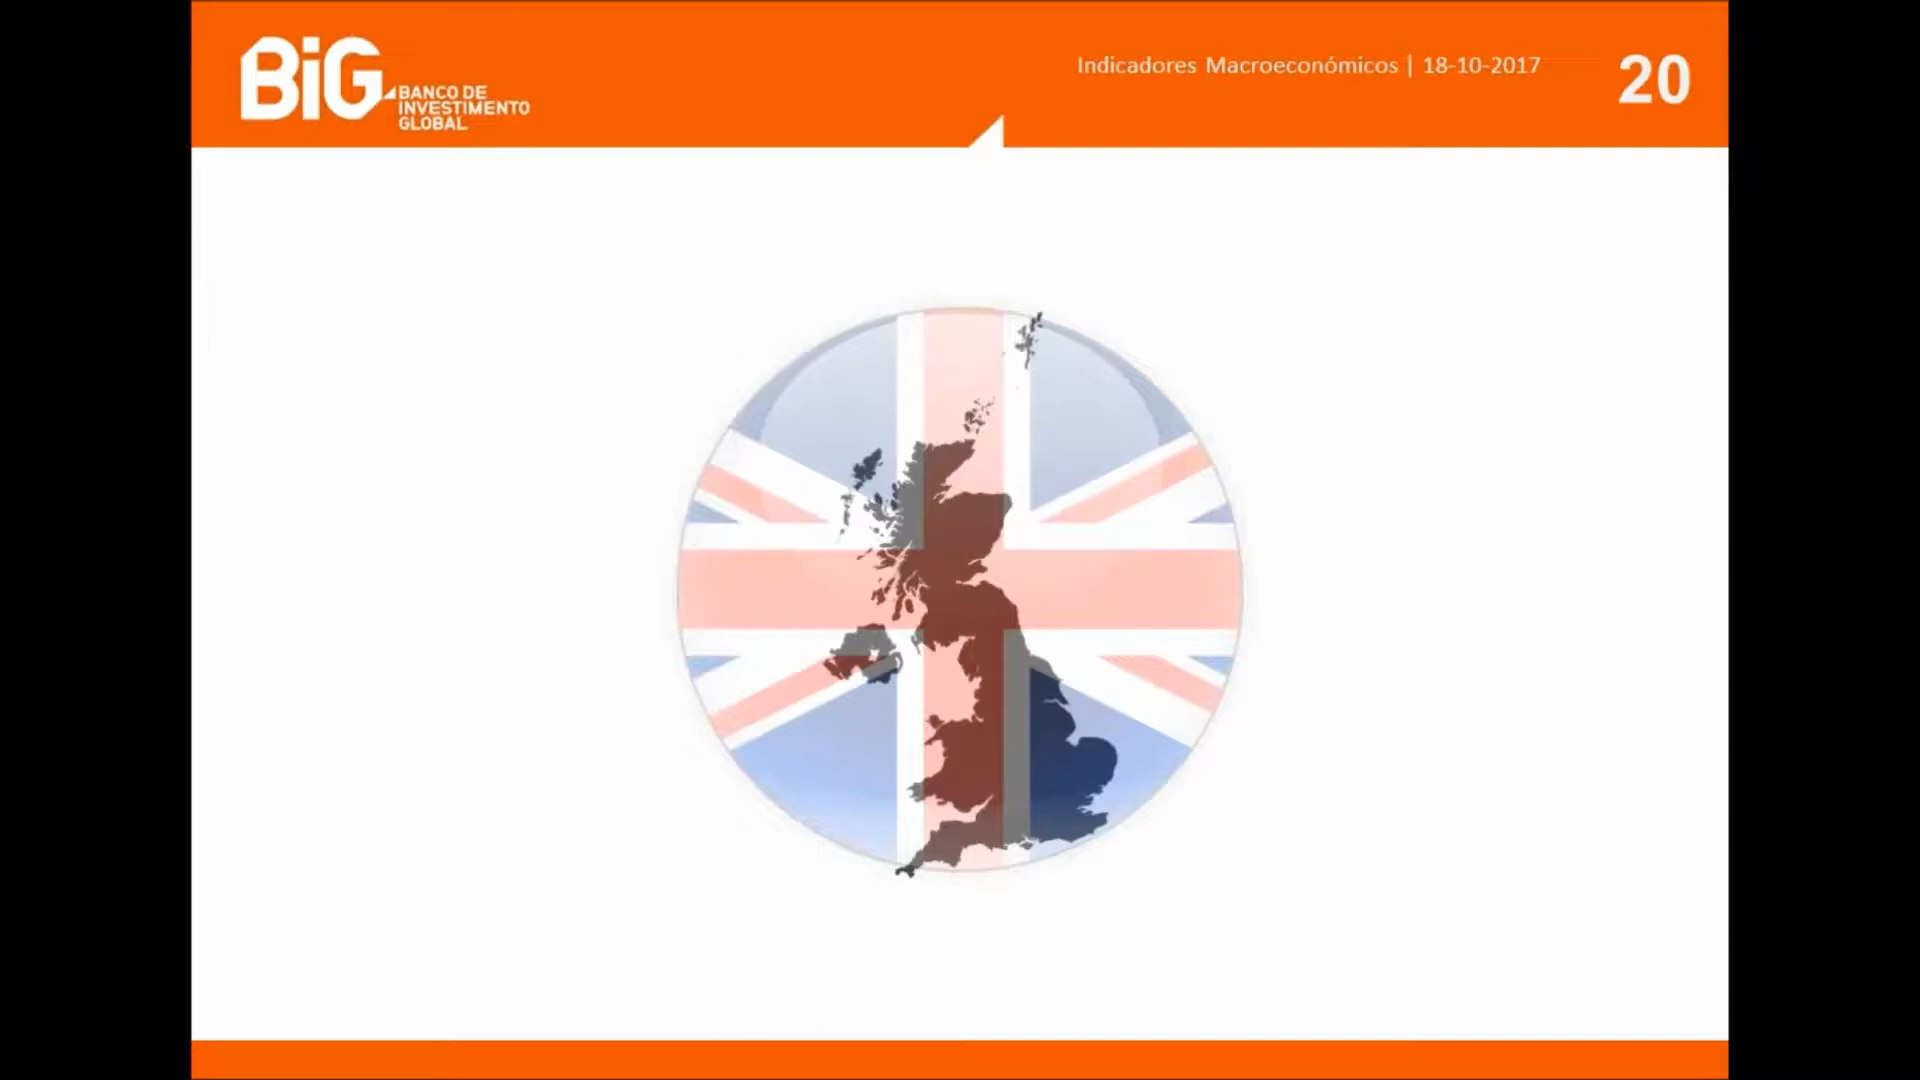 BiG
BANCO DE
INVESTIMENTO
GLOBAL
Indicadores Macroeconómicos | 18-10-2017
20